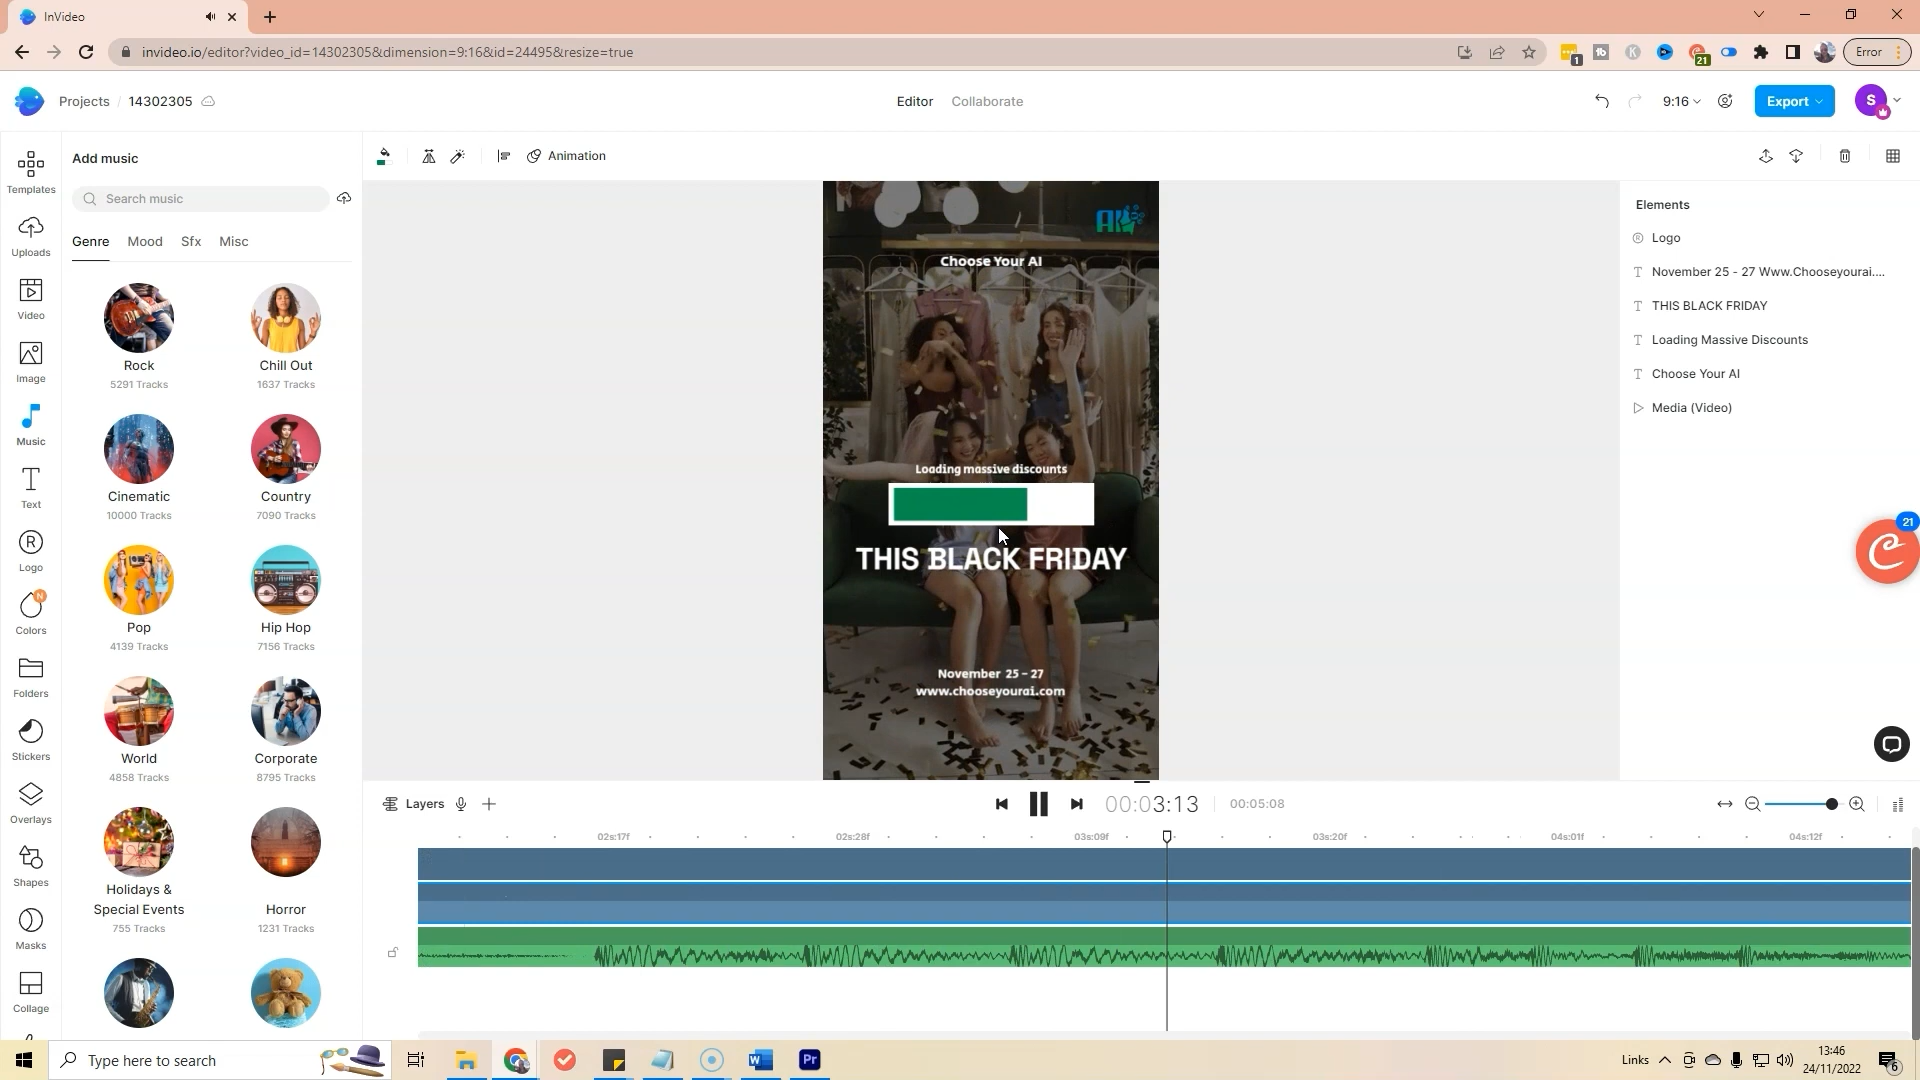 InVideo
invideo.io/editor?video_id=14302305&dimension=9:16&id=24495&resize=true
1
21
Error
Projects / 14302305
Editor
Collaborate
9:16
Export
S
Templates
Uploads
Video
Image
Music
Text
Logo
N
Colors
Folders
Stickers
Overlays
Shapes
Masks
Collage
Add music
Search music
Genre
Mood
Sfx
Misc
Rock
5291 Tracks
Chill Out
1637 Tracks
Cinematic
10000 Tracks
Country
7090 Tracks
Pop
4139 Tracks
Hip Hop
7156 Tracks
World
4858 Tracks
Corporate
8795 Tracks
Holidays &
Special Events
755 Tracks
Horror
1231 Tracks
Animation
Choose Your AI
Loading massive discounts
THIS BLACK FRIDAY
November 25 - 27
www.chooseyourai.com
Elements
Logo
November 25 - 27 Www.Chooseyourai....
THIS BLACK FRIDAY
Loading Massive Discounts
Choose Your AI
Media (Video)
21
Layers
00:03:13
00:05:08
02s:17f
02s:28f
03s:09f
03s:20f
04s:01f
04s:12f
Type here to search
W
Pr
Links
13:46
24/11/2022
6